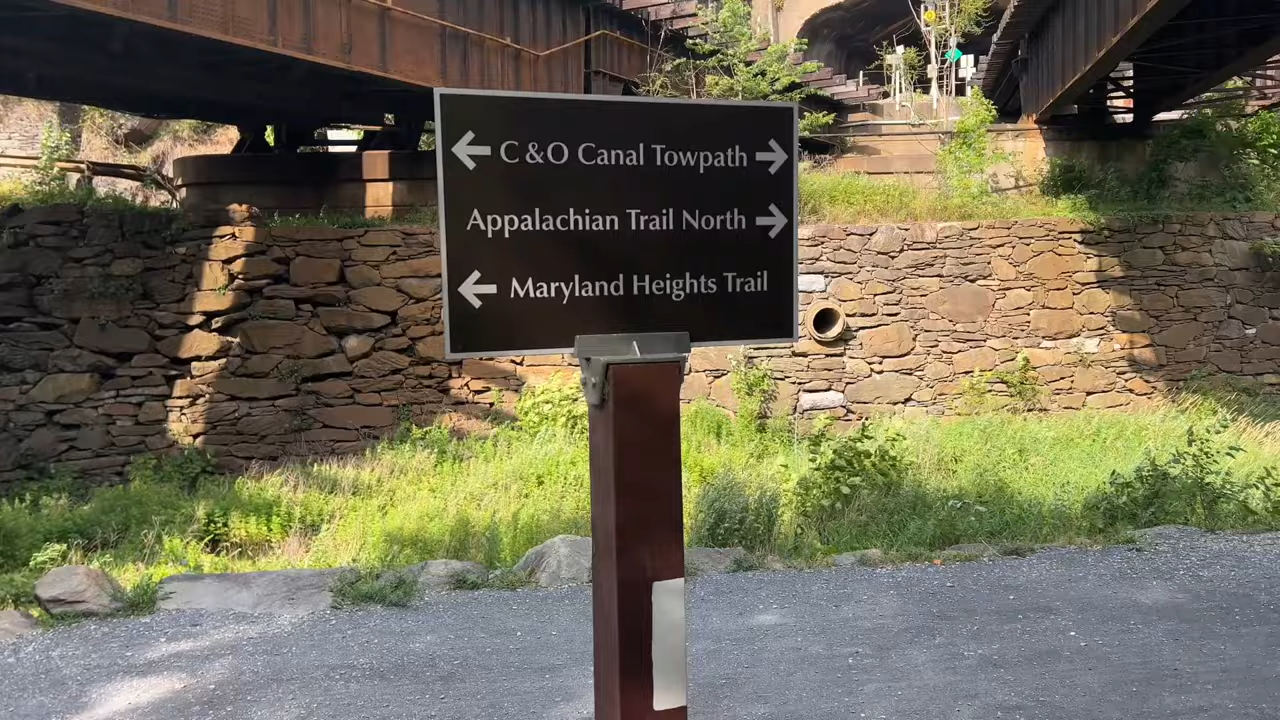 ← C & O Canal Towpath →
Appalachian Trail North →
← Maryland Heights Trail